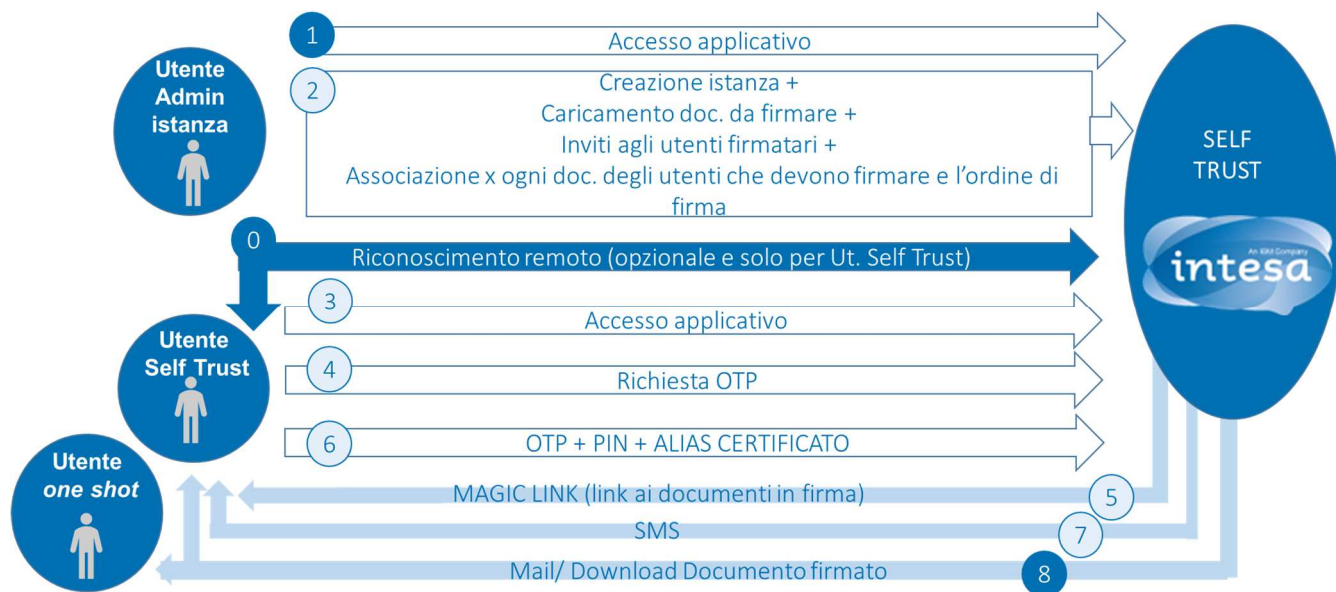 1
Accesso applicativo
Utente
Admin
istanza
2
Creazione istanza +
Caricamento doc. da firmare +
Inviti agli utenti firmatari +
Associazione x ogni doc. degli utenti che devono firmare e l'ordine di
firma
SELF
TRUST
An IBM Company
intesa
0
Riconoscimento remoto (opzionale e solo per Ut. Self Trust)
3
Accesso applicativo
Utente
Self Trust
4
Richiesta OTP
6
OTP + PIN + ALIAS CERTIFICATO
Utente
one shot
MAGIC LINK (link ai documenti in firma)
5
SMS
7
Mail/ Download Documento firmato
8